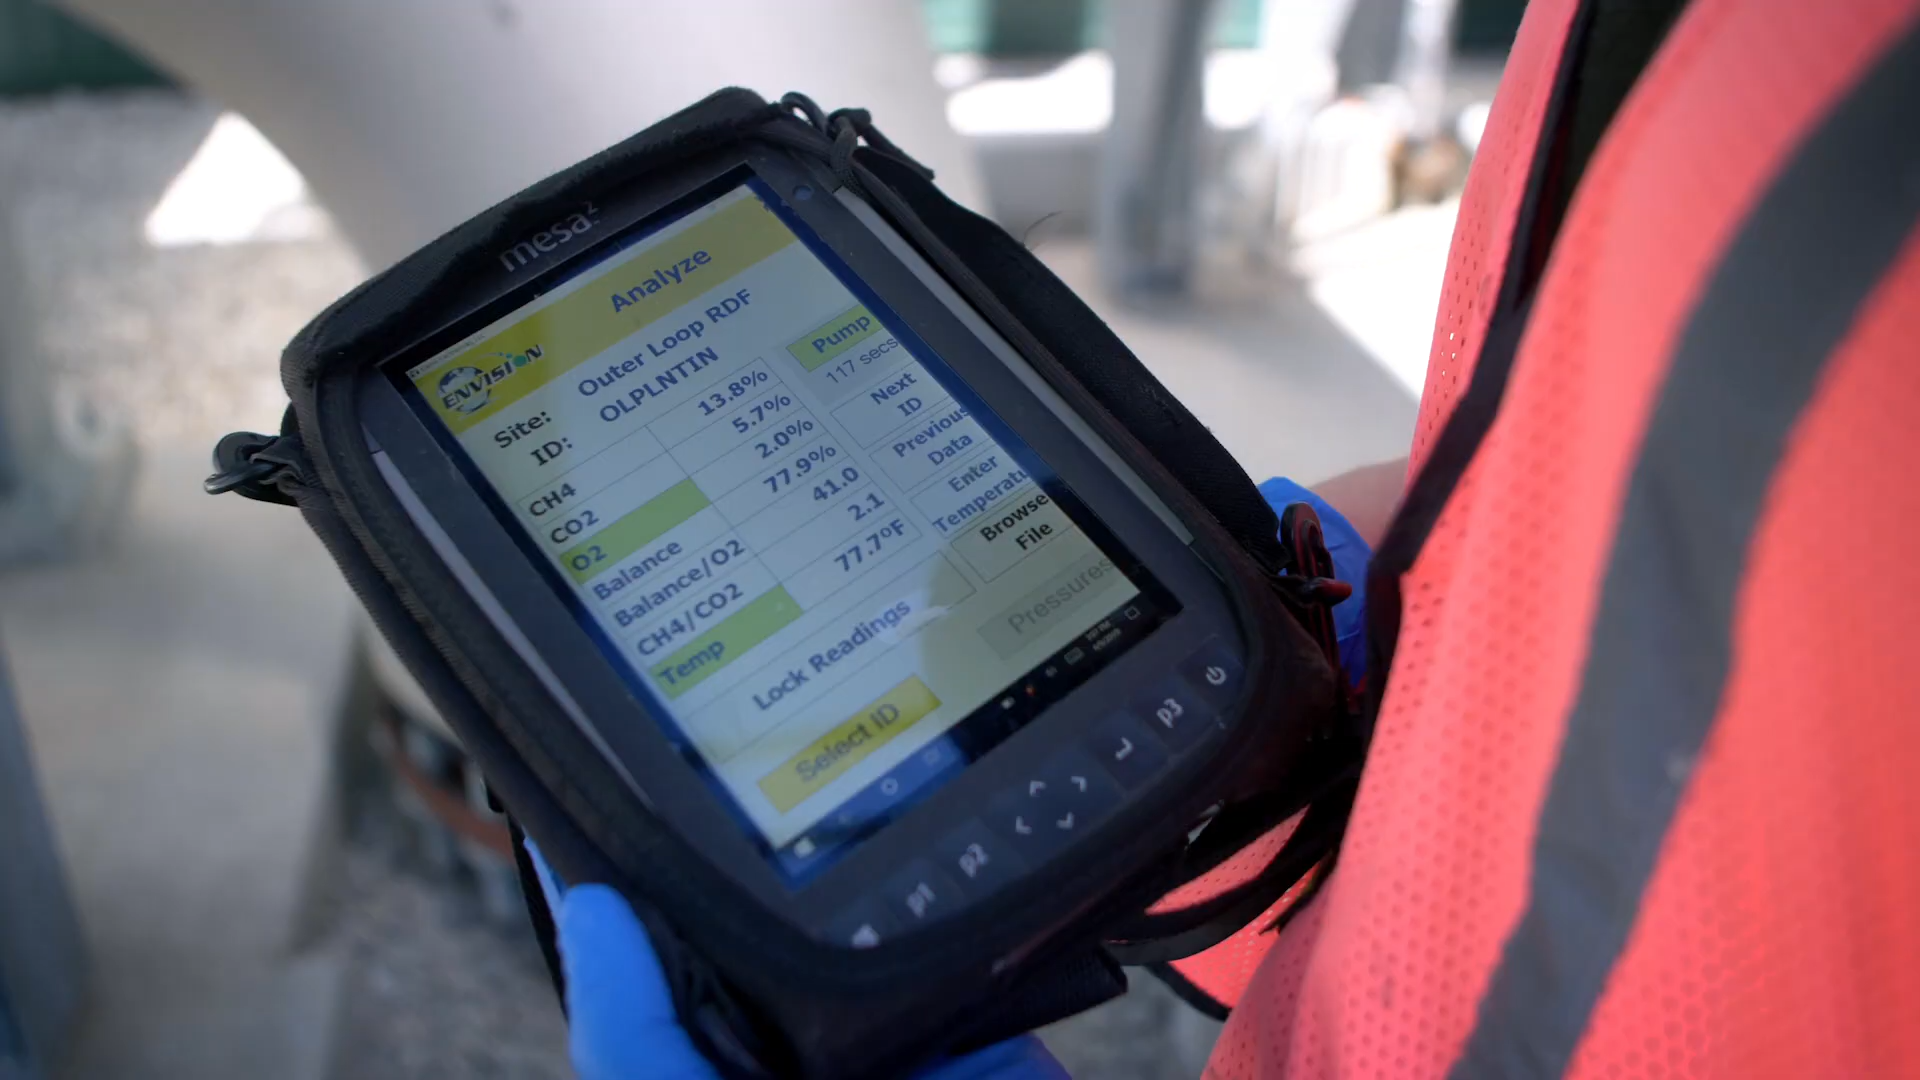 mesa²
Analyze
ENVISION
Site: Outer Loop RDF
ID: OLPLNTIN
CH4 13.8%
CO2 5.7%
O2 2.0%
Balance 77.9%
Balance/O2 41.0
CH4/CO2 2.1
Temp 77.7ºF
Pump
117 secs
Next
ID
Previous
Data
Enter
Temperatu
Browse
File
Pressures
Lock Readings
Select ID
p1
p2
p3